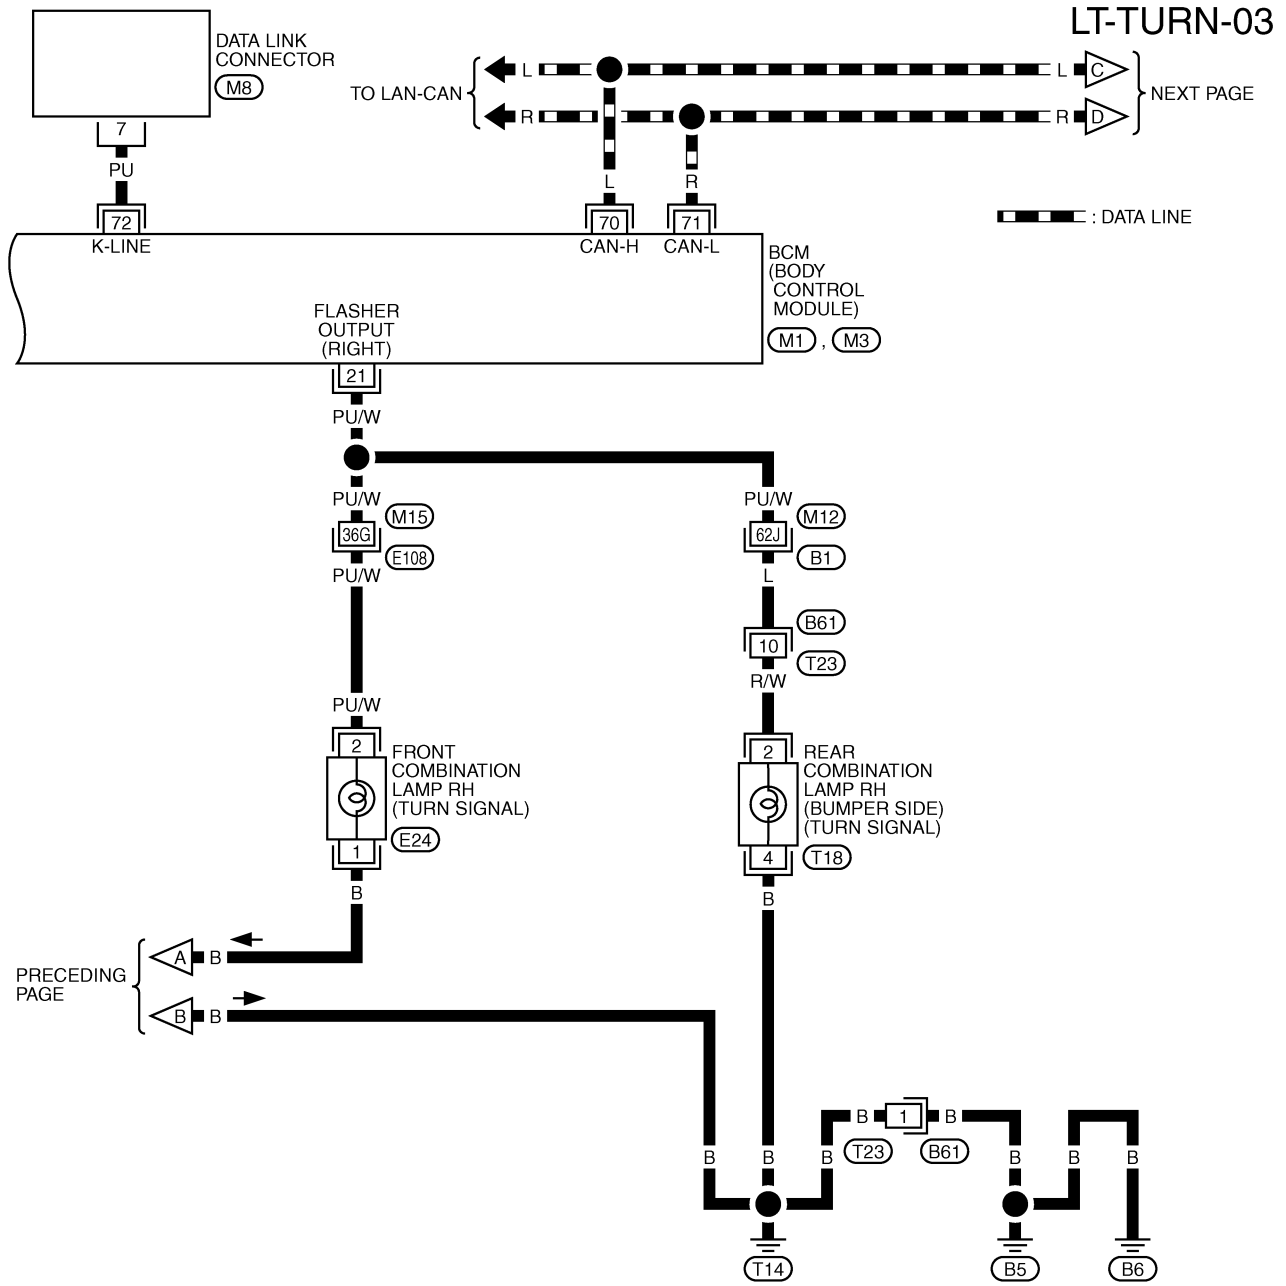 LT-TURN-03
DATA LINK
CONNECTOR
M8
7
PU
72
K-LINE
TO LAN-CAN
L
L
C
R
R
D
NEXT PAGE
L
R
70
71
CAN-H
CAN-L
: DATA LINE
BCM
(BODY
CONTROL
MODULE)
M1 , M3
FLASHER
OUTPUT
(RIGHT)
21
PU/W
PU/W
M15
36G
E108
PU/W
PU/W
2
FRONT
COMBINATION
LAMP RH
(TURN SIGNAL)
E24
1
B
PU/W
M12
62J
B1
L
B61
10
T23
R/W
2
REAR
COMBINATION
LAMP RH
(BUMPER SIDE)
(TURN SIGNAL)
T18
4
B
PRECEDING
PAGE
A
B
B
B
B
1
B
T23
B61
B
B
B
B
B
B
T14
B5
B6